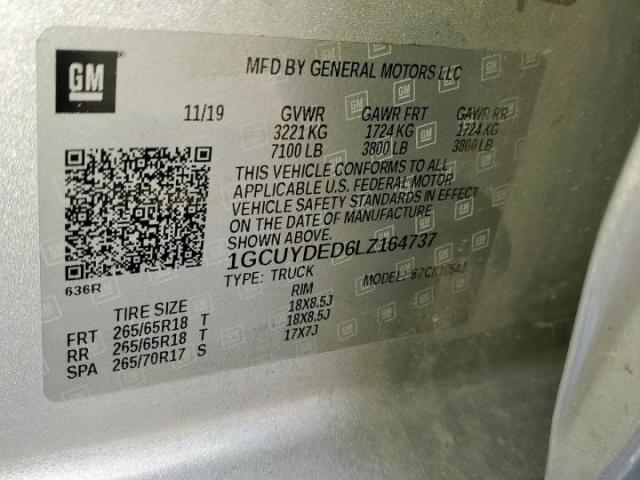 GM
MFD BY GENERAL MOTORS LLC
11/19 GVWR GAWR FRT GAWR RR
3221 KG 1724 KG 1724 KG
7100 LB 3800 LB 3800 LB
THIS VEHICLE CONFORMS TO ALL
APPLICABLE U.S. FEDERAL MOTOR
VEHICLE SAFETY STANDARDS IN EFFECT
ON THE DATE OF MANUFACTURE
SHOWN ABOVE.
1GCUYDED6LZ164737
636R
TYPE: TRUCK MODEL:
TIRE SIZE RIM
FRT 265/65R18 T 18X8.5J
RR 265/65R18 T 18X8.5J
SPA 265/70R17 S 17X7J